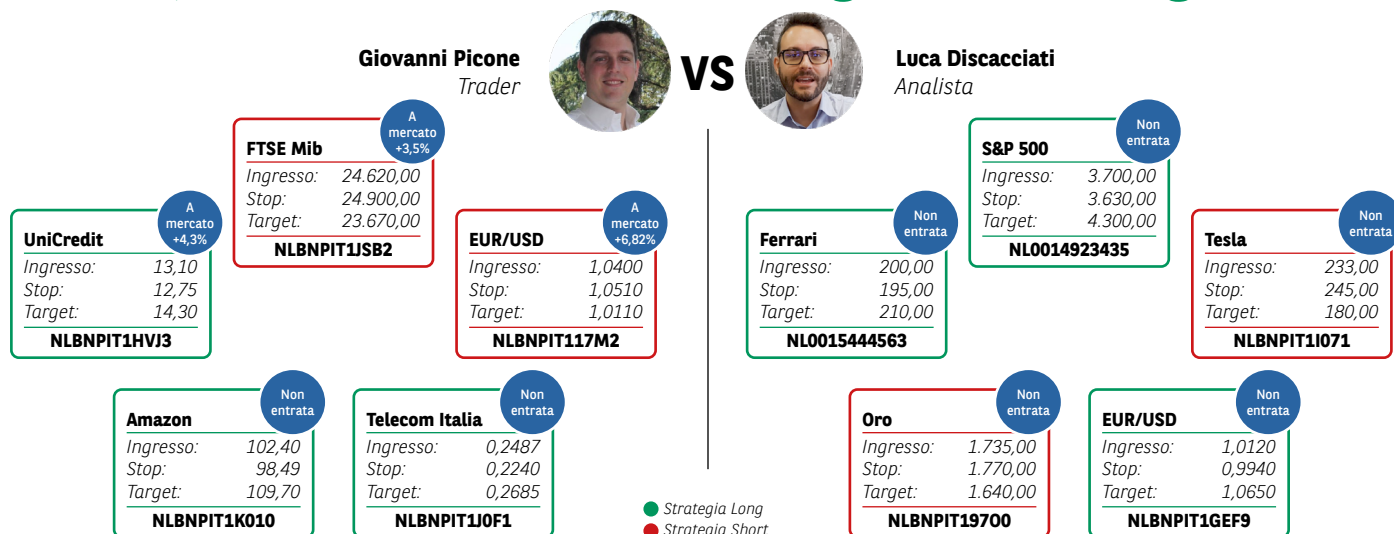 Giovanni Picone
Trader
VS
Luca Discacciati
Analista
A
mercato
+3,5%
FTSE Mib
Ingresso: 24.620,00
Stop: 24.900,00
Target: 23.670,00
NLBNPIT1JSB2
A
mercato
+4,3%
UniCredit
Ingresso: 13,10
Stop: 12,75
Target: 14,30
NLBNPIT1HVJ3
A
mercato
+6,82%
EUR/USD
Ingresso: 1,0400
Stop: 1,0510
Target: 1,0110
NLBNPIT117M2
Non
entrata
Amazon
Ingresso: 102,40
Stop: 98,49
Target: 109,70
NLBNPIT1K010
Non
entrata
Telecom Italia
Ingresso: 0,2487
Stop: 0,2240
Target: 0,2685
NLBNPIT1J0F1
Non
entrata
S&P 500
Ingresso: 3.700,00
Stop: 3.630,00
Target: 4.300,00
NL0014923435
Non
entrata
Ferrari
Ingresso: 200,00
Stop: 195,00
Target: 210,00
NL0015444563
Non
entrata
Tesla
Ingresso: 233,00
Stop: 245,00
Target: 180,00
NLBNPIT1I071
Non
entrata
Oro
Ingresso: 1.735,00
Stop: 1.770,00
Target: 1.640,00
NLBNPIT197O0
Non
entrata
EUR/USD
Ingresso: 1,0120
Stop: 0,9940
Target: 1,0650
NLBNPIT1GEF9
Strategia Long
Strategia Short